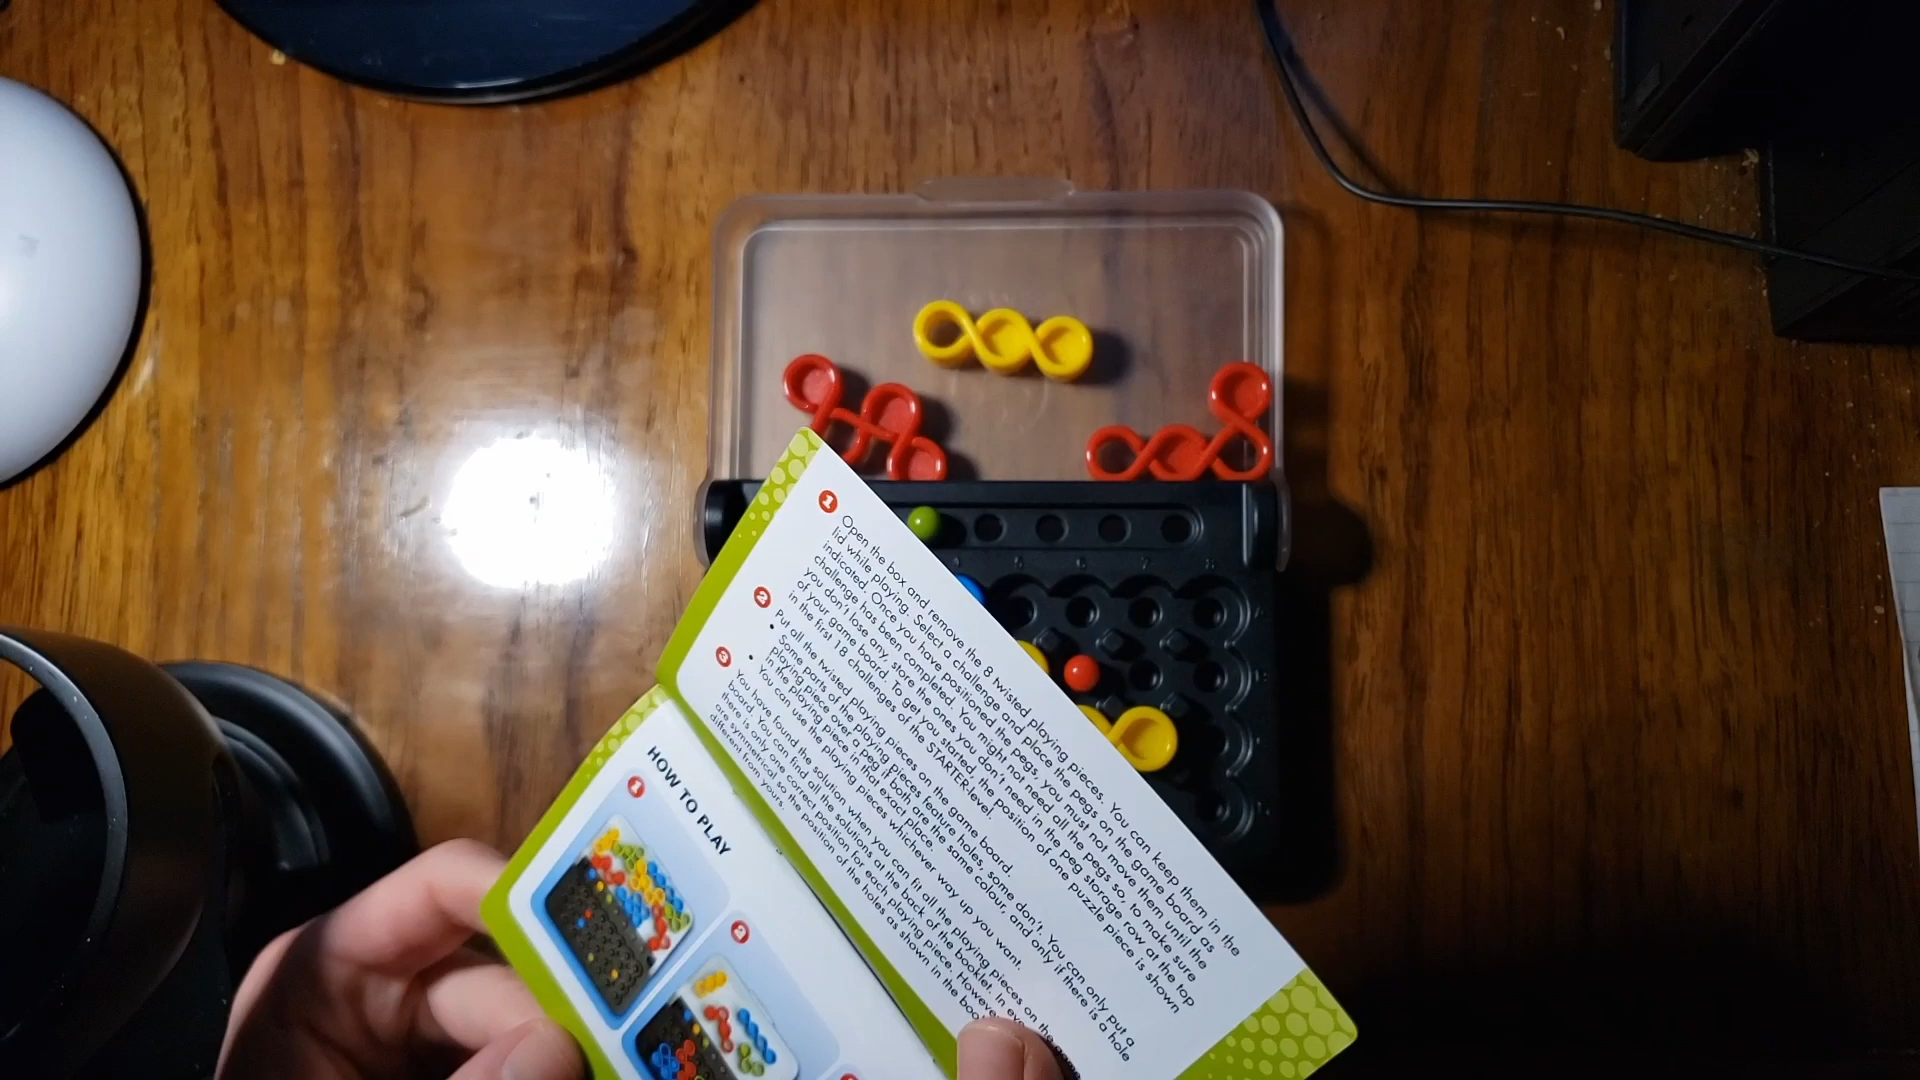 1
Open the box and remove the 8 twisted playing pieces. You can keep them in the
lid while playing. Select a challenge and place the pegs on the game board as
indicated. Once you have positioned the pegs, you must not move them until the
challenge has been completed. You might not need all the pegs so, to make sure
you don't lose any, store the ones you don't need in the peg storage row at the top
of your game board. To get you started, the position of one puzzle piece is shown
in the first 18 challenges of the STARTER-level.
2
Put all the twisted playing pieces on the game board.
• Some parts of the playing pieces feature holes, some don't. You can only put a
playing piece over a peg if both are the same colour, and only if there is a hole
in the playing piece in that exact place.
• You can use the playing pieces whichever way up you want.
3
You have found the solution when you can fit all the playing pieces on the game
board. You can find all the solutions at the back of the booklet. In
there is only one correct position for each playing piece.
are symmetrical so the position of the holes as shown in the
different from yours.
HOW TO PLAY
1
2
5 6 7 8